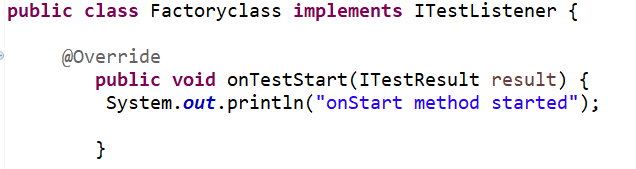 public class Factoryclass implements ITestListener {
@Override
public void onTestStart(ITestResult result) {
System.out.println("onStart method started");
}